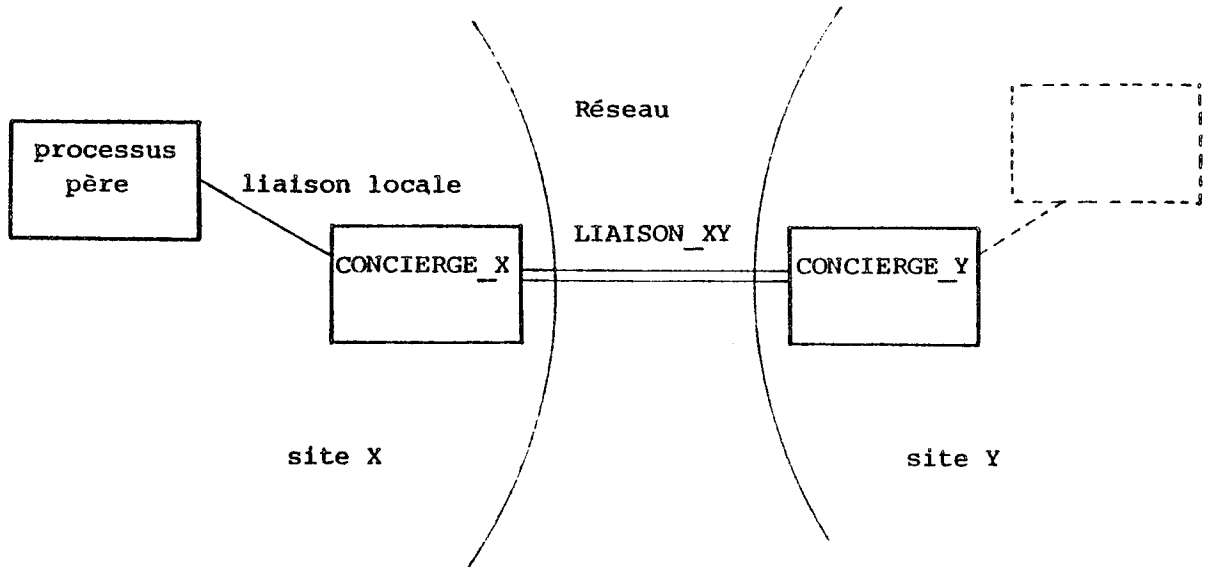 Réseau
processus
père
liaison locale
LIAISON_XY
CONCIERGE_X
CONCIERGE_Y
site X
site Y